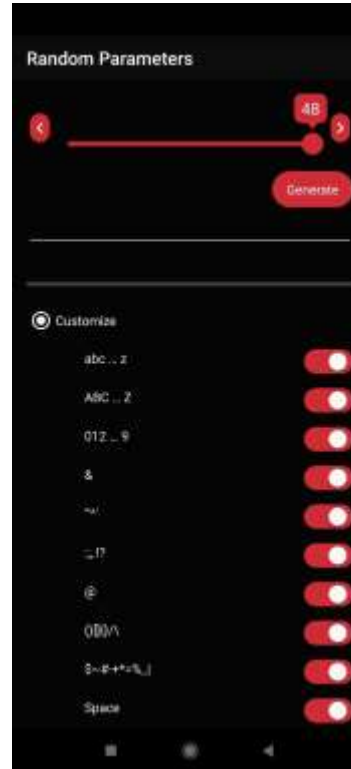 Random Parameters
48
Generate
Customize
abc ... z
ABC ... Z
012 ... 9
&
@
Space